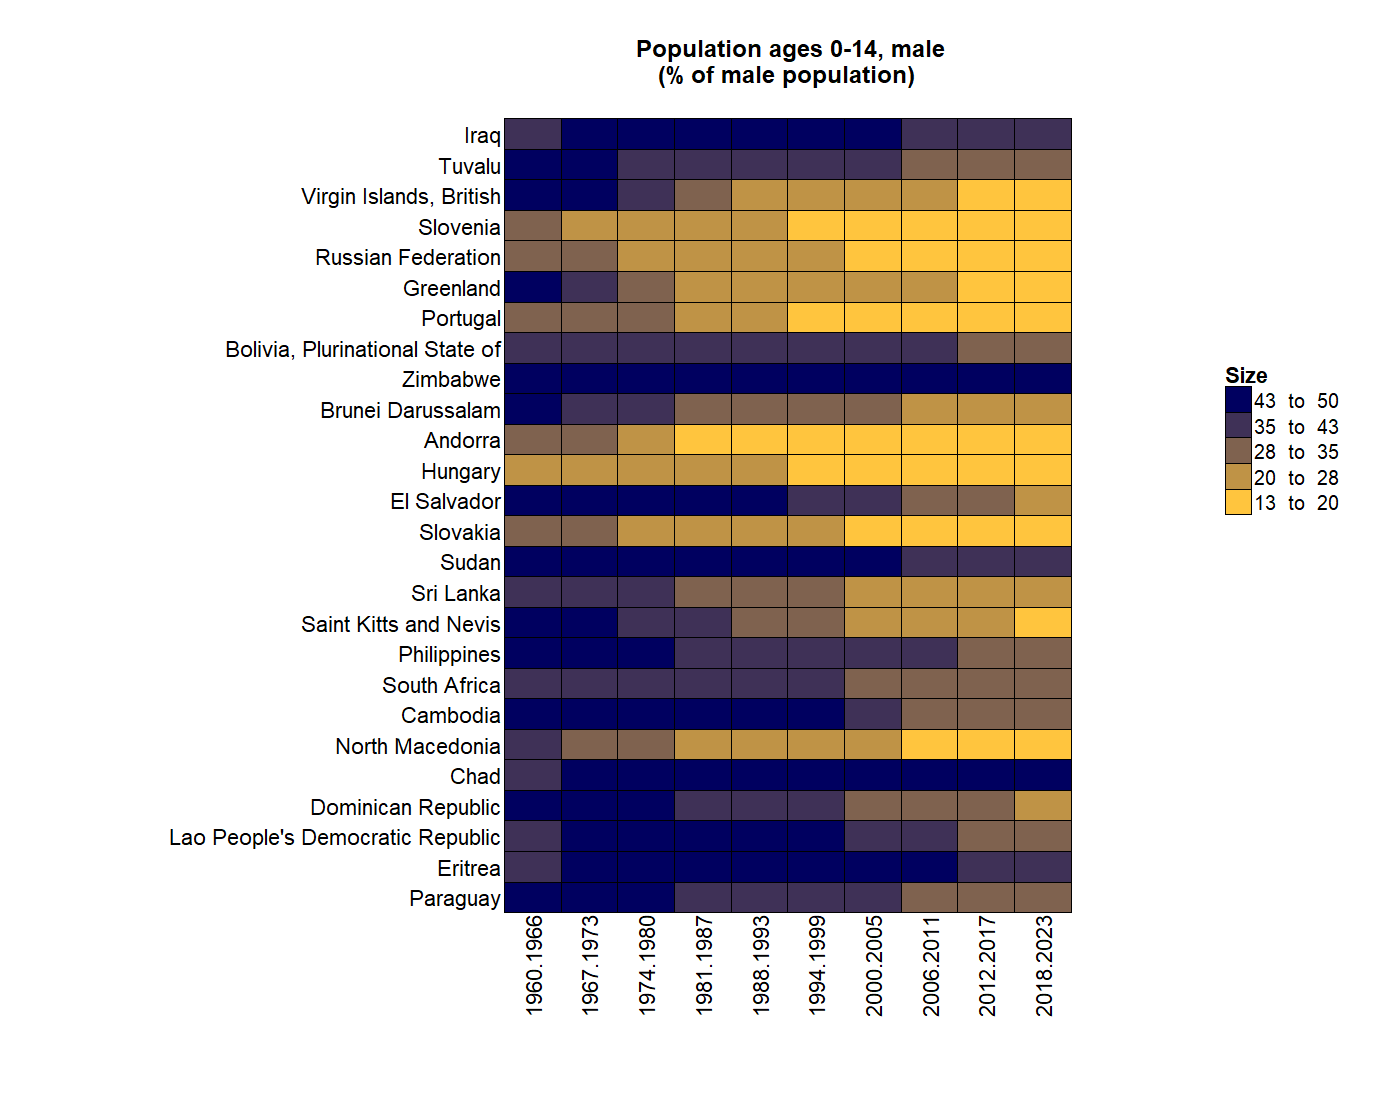 Population ages 0-14, male
(% of male population)
Iraq
Tuvalu
Virgin Islands, British
Slovenia
Russian Federation
Greenland
Portugal
Bolivia, Plurinational State of
Zimbabwe
Brunei Darussalam
Andorra
Hungary
El Salvador
Slovakia
Sudan
Sri Lanka
Saint Kitts and Nevis
Philippines
South Africa
Cambodia
North Macedonia
Chad
Dominican Republic
Lao People's Democratic Republic
Eritrea
Paraguay
1960.1966
1967.1973
1974.1980
1981.1987
1988.1993
1994.1999
2000.2005
2006.2011
2012.2017
2018.2023
Size
43 to 50
35 to 43
28 to 35
20 to 28
13 to 20